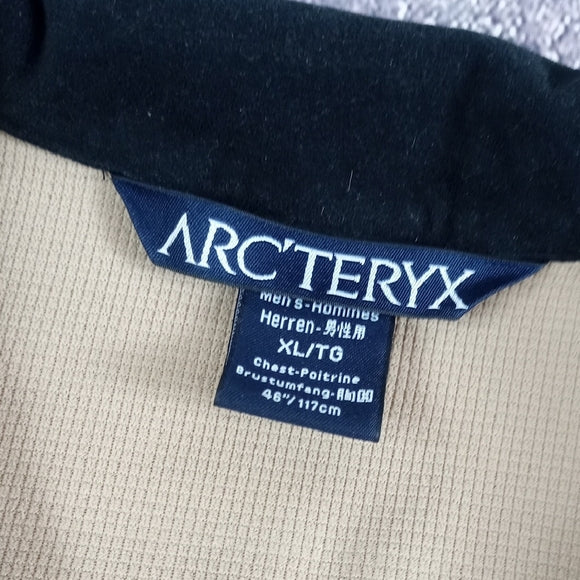 ARC'TERYX
Men's-Hommes
Herren-男性用
XL/TG
Chest-Poitrine
Brustumfang-胸囲
46"/117cm